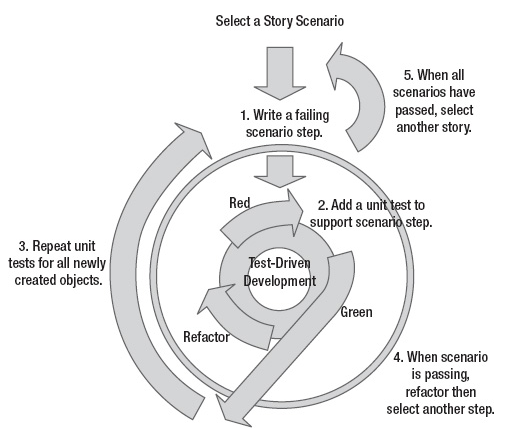 Select a Story Scenario
5. When all
scenarios have
passed, select
another story.
1. Write a failing
scenario step.
Red
2. Add a unit test to
support scenario step.
3. Repeat unit
tests for all newly
created objects.
Test-Driven
Development
Green
Refactor
4. When scenario
is passing,
refactor then
select another step.